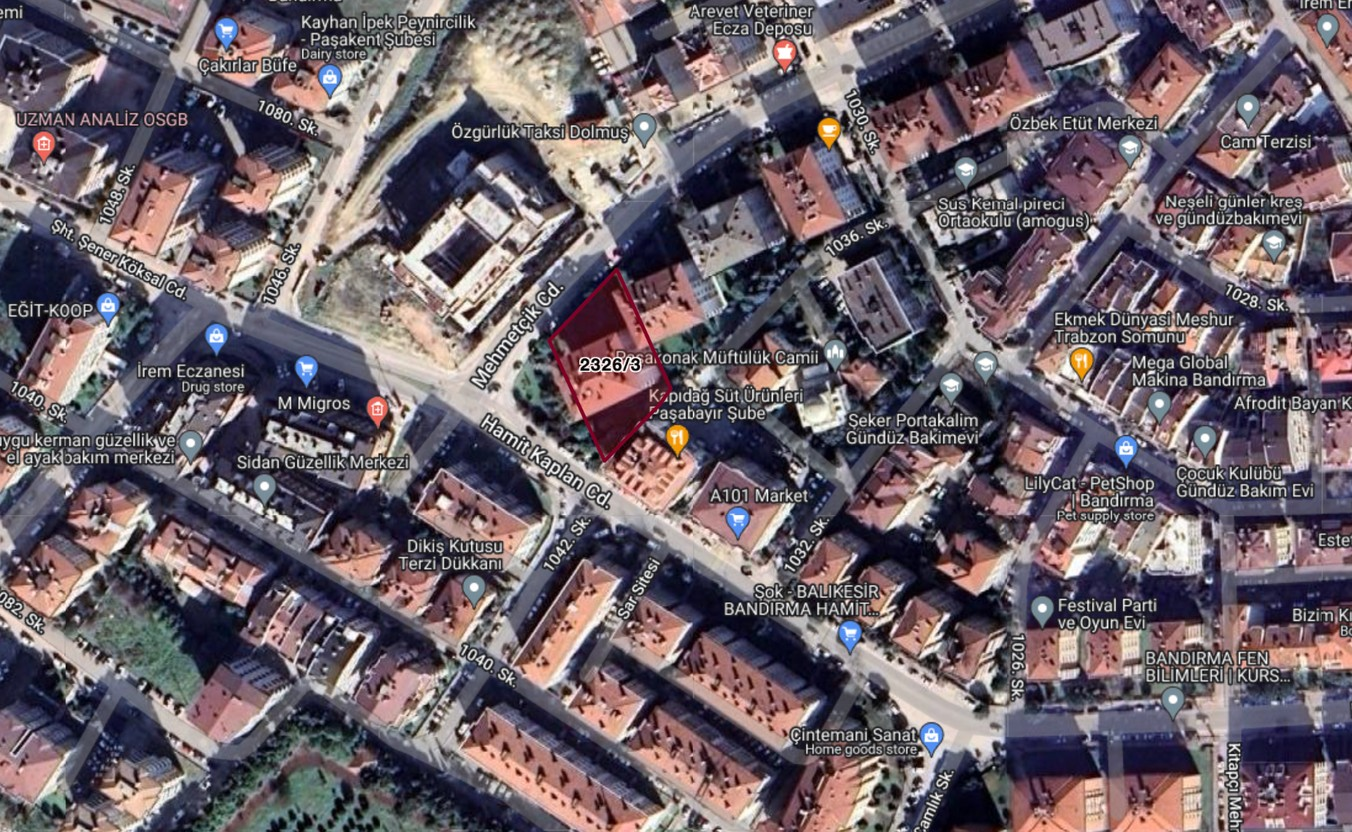 Kayhan İpek Peynircilik
- Paşakent Şubesi
Dairy store
Çakırlar Büfe
1080. Sk.
UZMAN ANALİZ OSGB
1048. Sk.
Şht. Şener Köksal Cd.
1046. Sk.
EĞİT-KOOP
İrem Eczanesi
Drug store
M Migros
1040. Sk.
el ayak bakım merkezi
Sidan Güzellik Merkezi
Arevet Veteriner
Ecza Deposu
Özgürlük Taksi Dolmuş
1030. Sk.
Özbek Etüt Merkezi
Cam Terzisi
Sus Kemal pireci
Ortaokulu (amogus)
Neşeli günler kreş
ve gündüzbakımevi
1036. Sk.
1028. Sk.
Mehmetçik Cd.
2326/3
Müftülük Camii
Kapıdağ Süt Ürünleri
Paşabayır Şube
Ekmek Dünyası Meshur
Trabzon Somunu
Mega Global
Makina Bandırma
Afrodit Bayan K
Şeker Portakalim
Gündüz Bakimevi
Hamit Kaplan Cd.
A101 Market
LilyCat - PetShop
| Bandırma
Pet supply store
Çocuk Kulübü
Gündüz Bakım Evi
Dikiş Kutusu
Terzi Dükkanı
1042. Sk.
Sar Sitesi
1032. Sk.
Şok - BALIKESİR
BANDIRMA HAMİT...
Festival Parti
ve Oyun Evi
1026. Sk.
BANDIRMA FEN
BİLİMLERİ | KURS...
1040. Sk.
Çintemani Sanat
Home goods store
Çamlık Sk.